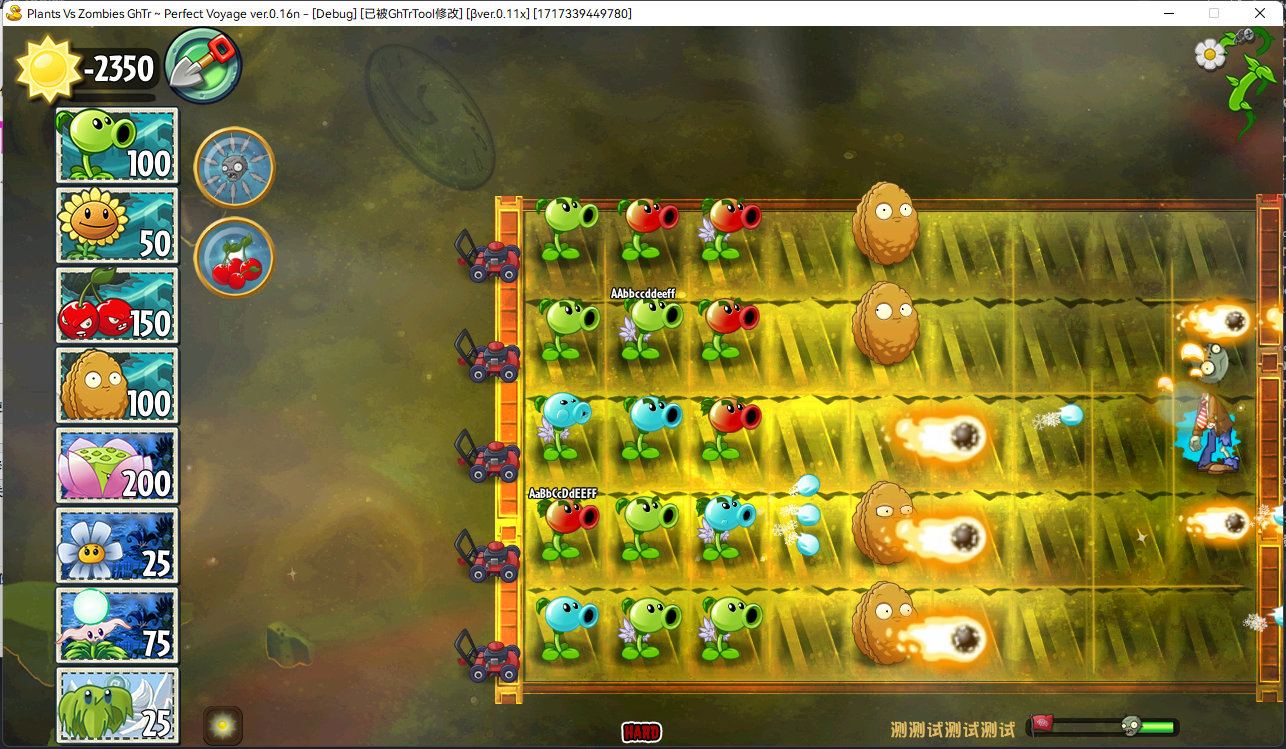 Plants Vs Zombies GhTr ~ Perfect Voyage ver.0.16n - [Debug] [已被GhTrTool修改] [βver.0.11x] [1717339449780]
-2350
100
50
150
100
200
25
75
25
AAbbccddeeff
AaBbCcDdEEFF
HARD
测测试测试测试